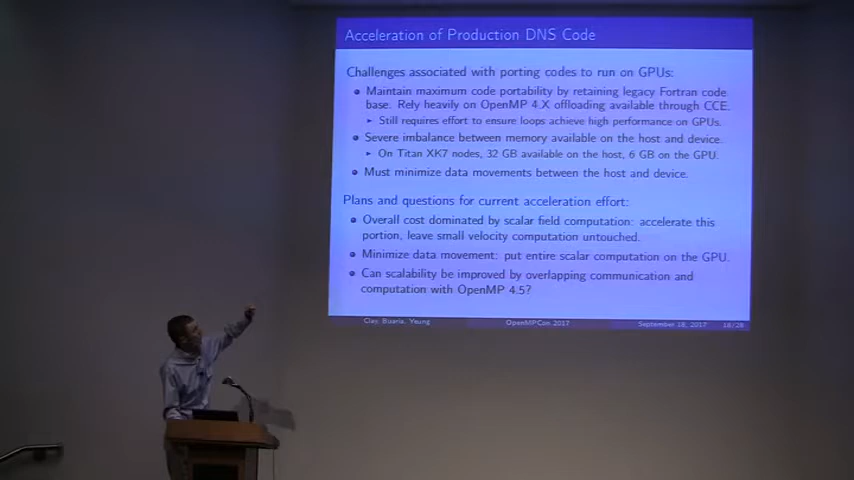 Acceleration of Production DNS Code
Challenges associated with porting codes to run on GPUs:
Maintain maximum code portability by retaining legacy Fortran code
base. Rely heavily on OpenMP 4.X offloading available through CCE.
Still requires effort to ensure loops achieve high performance on GPUs.
Severe imbalance between memory available on the host and device.
On Titan XK7 nodes, 32 GB available on the host, 6 GB on the GPU.
Must minimize data movements between the host and device.
Plans and questions for current acceleration effort:
Overall cost dominated by scalar field computation: accelerate this
portion, leave small velocity computation untouched.
Minimize data movement: put entire scalar computation on the GPU.
Can scalability be improved by overlapping communication and
computation with OpenMP 4.5?
Clay, Buaria, Yeung OpenMPCon 2017 September 18, 2017 18/28